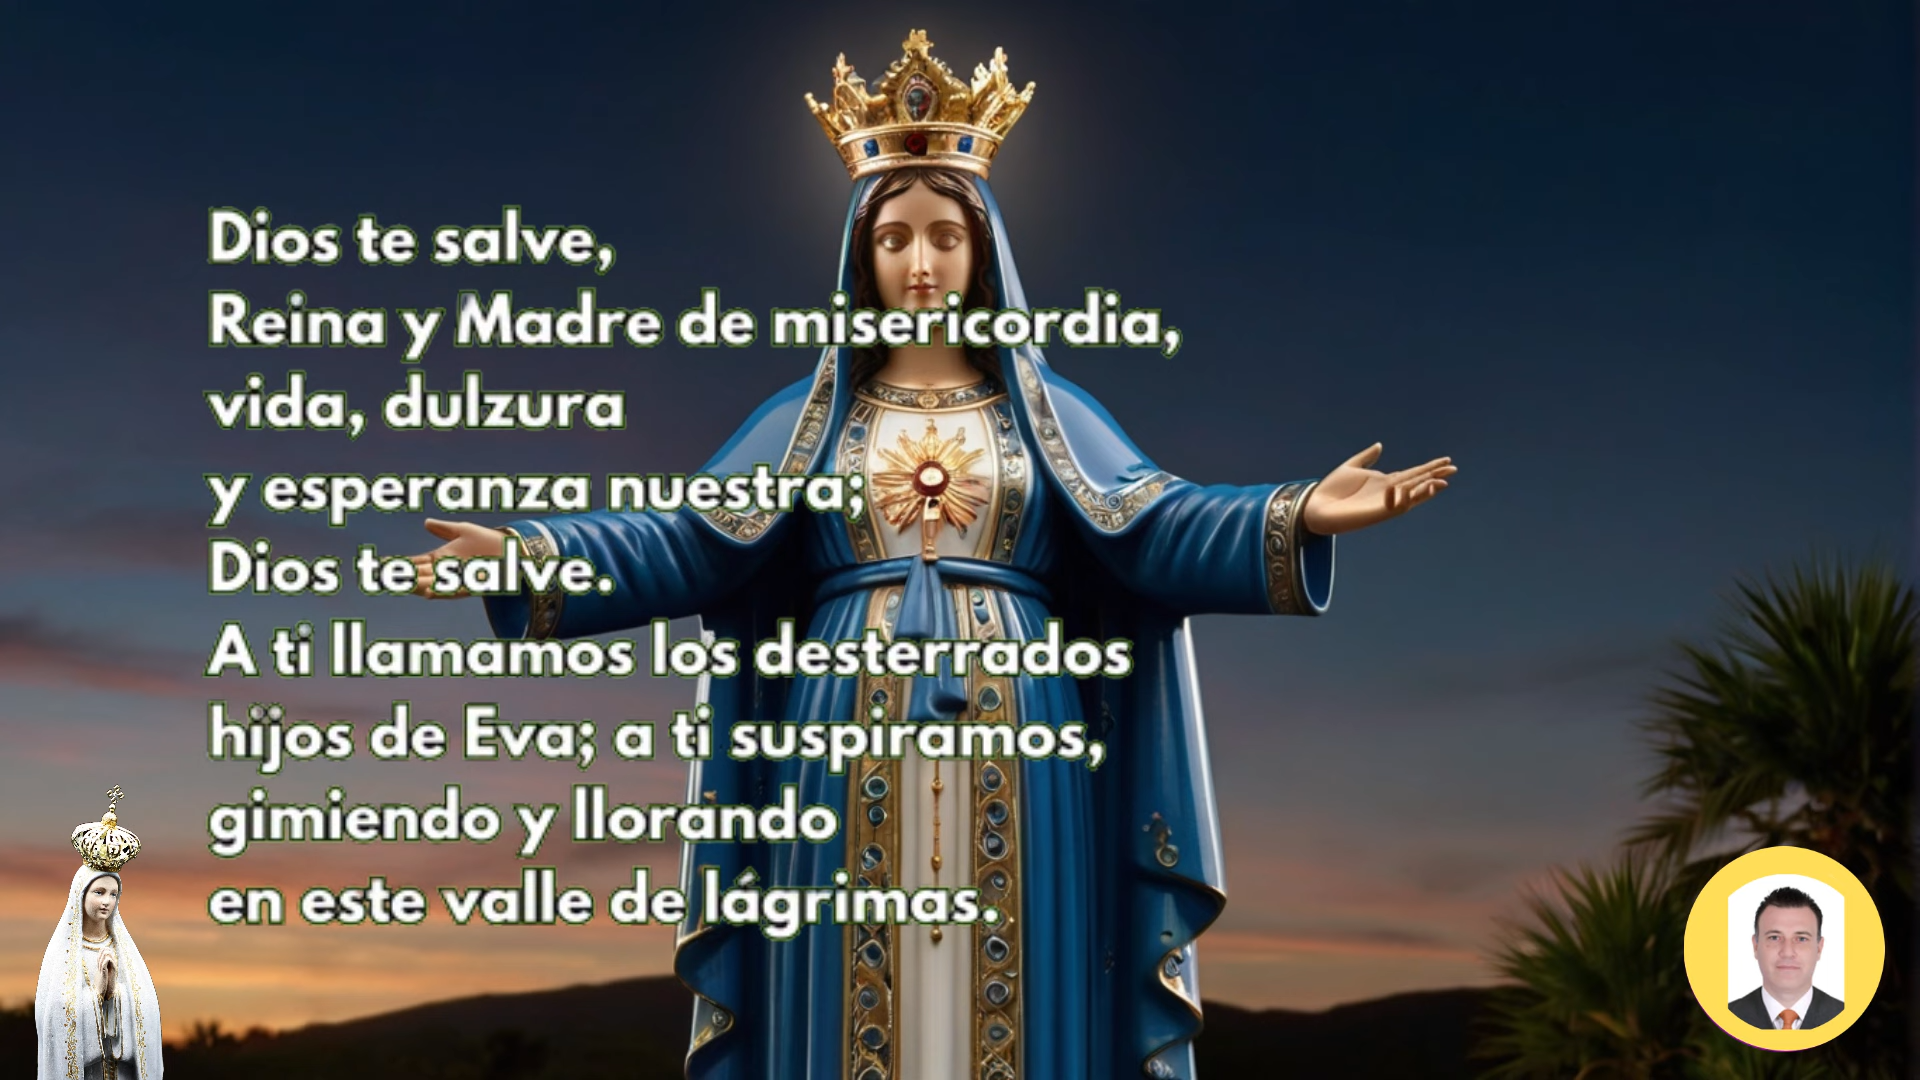 Dios te salve,
Reina y Madre de misericordia,
vida, dulzura
y esperanza nuestra;
Dios te salve.
A ti llamamos los desterrados
hijos de Eva; a ti suspiramos,
gimiendo y llorando
en este valle de lágrimas.